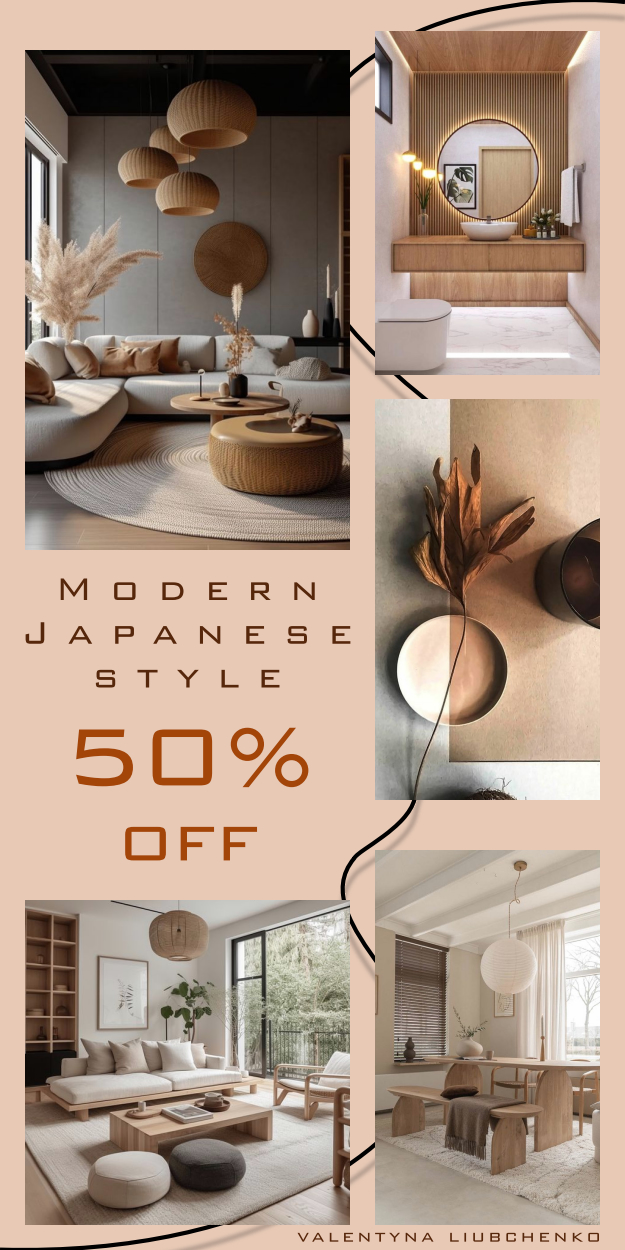 MODERN
JAPANESE
STYLE
50%
OFF
VALENTYNA LIUBCHENKO